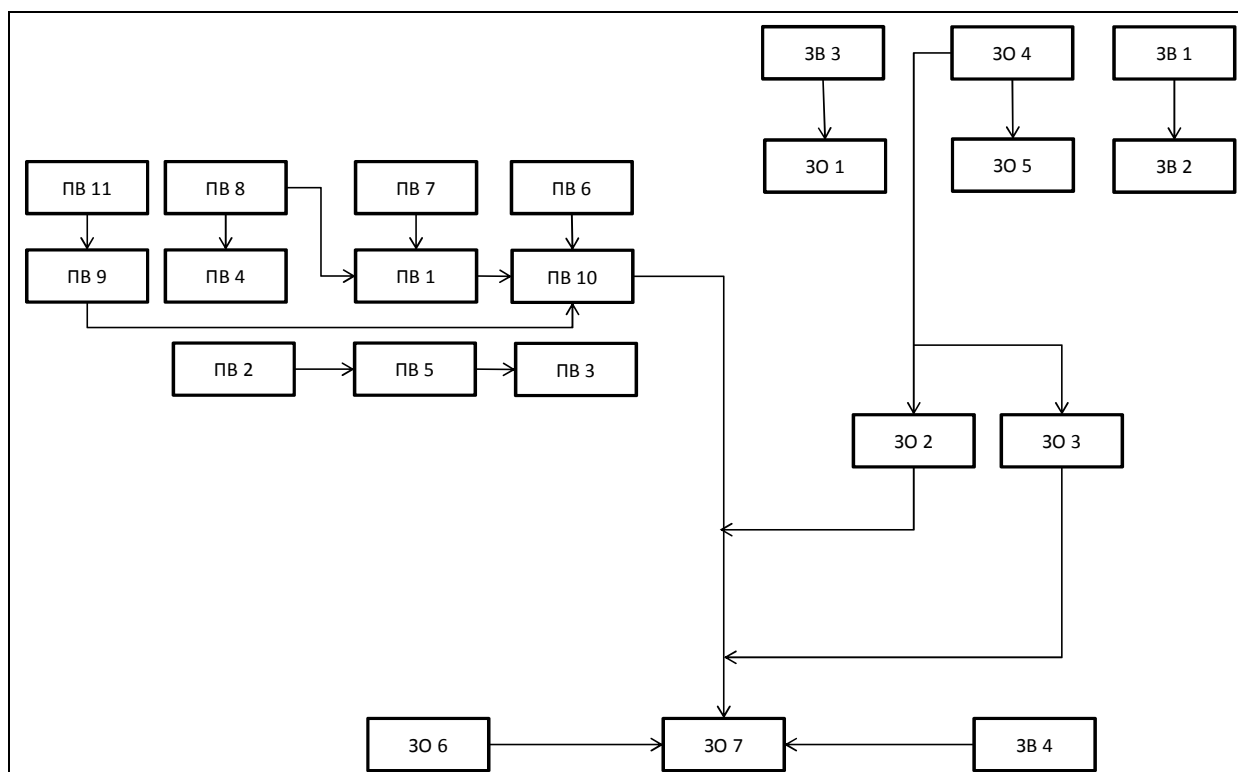 ЗВ 3
ЗО 4
ЗВ 1
ЗО 1
ЗО 5
ЗВ 2
ПВ 11
ПВ 8
ПВ 7
ПВ 6
ПВ 9
ПВ 4
ПВ 1
ПВ 10
ПВ 2
ПВ 5
ПВ 3
ЗО 2
ЗО 3
ЗО 6
ЗО 7
ЗВ 4